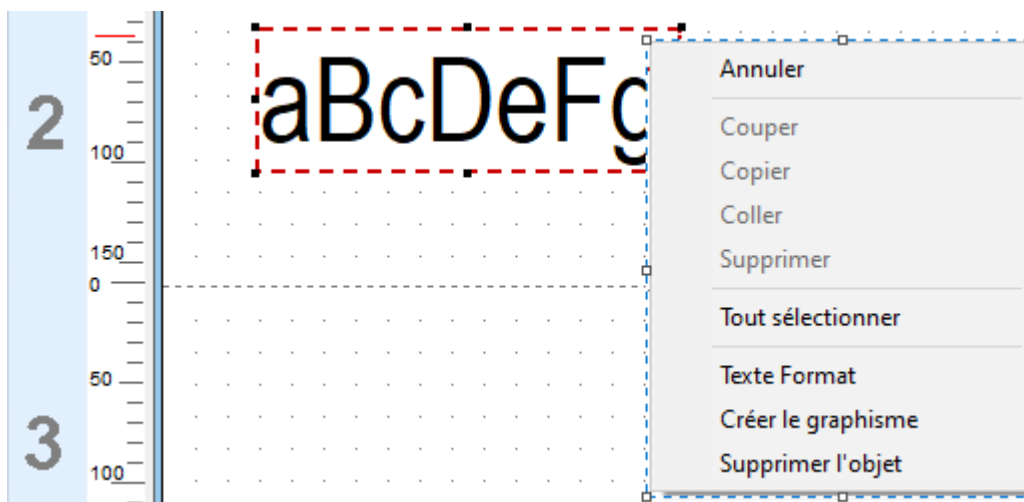 2
50
100
150
0
50
3
100
aBcDeFg
Annuler
Couper
Copier
Coller
Supprimer
Tout sélectionner
Texte Format
Créer le graphisme
Supprimer l'objet